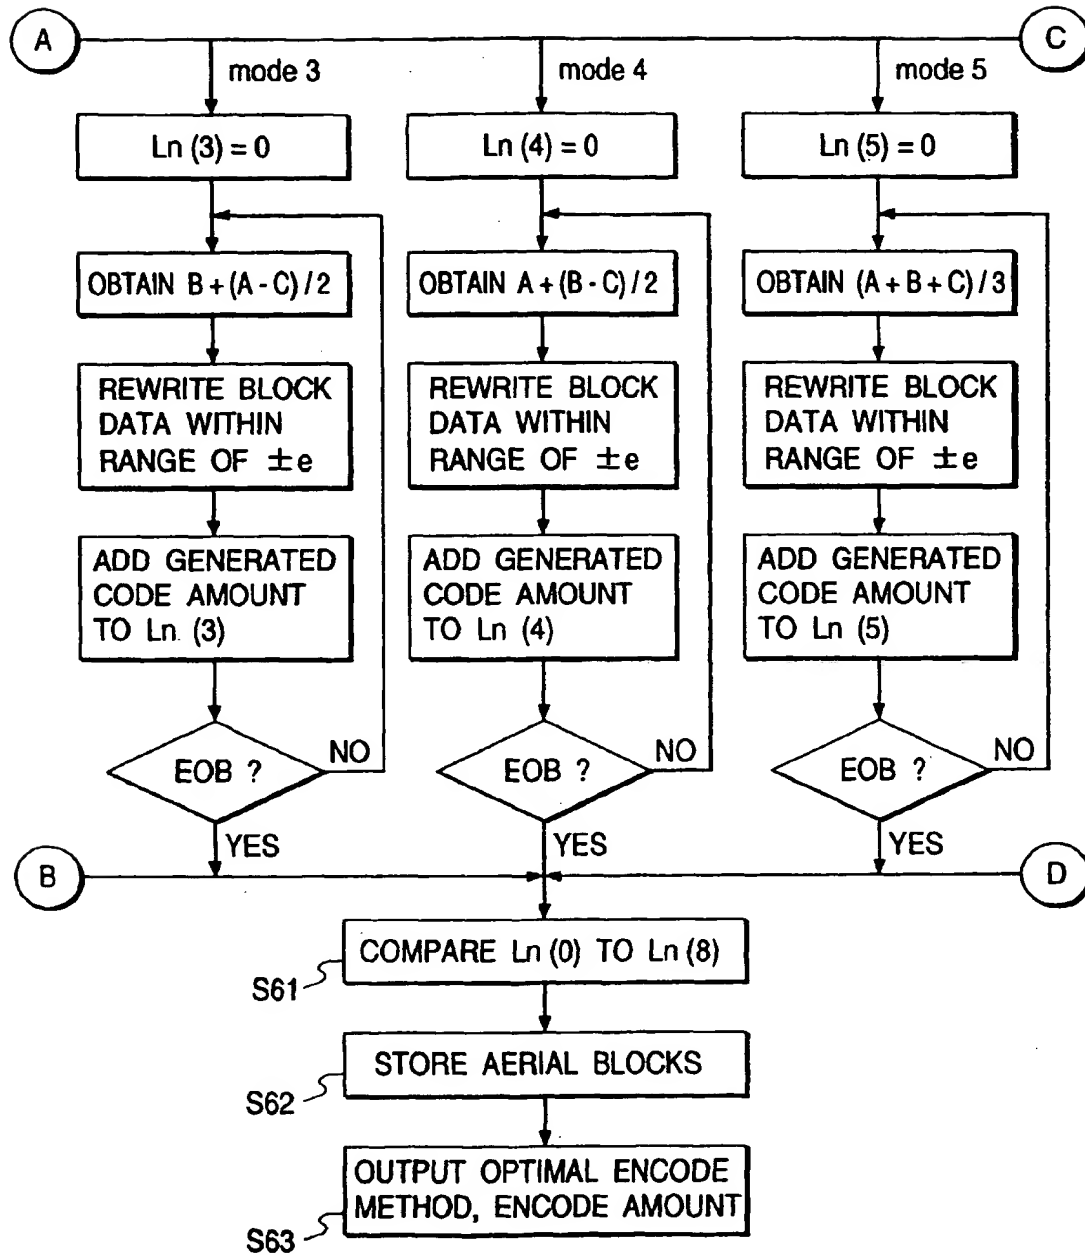 A
C
mode 3
mode 4
mode 5
Ln (3) = 0
Ln (4) = 0
Ln (5) = 0
OBTAIN B + (A - C) / 2
OBTAIN A + (B - C) / 2
OBTAIN (A + B + C) / 3
REWRITE BLOCK
DATA WITHIN
RANGE OF ±e
REWRITE BLOCK
DATA WITHIN
RANGE OF ±e
REWRITE BLOCK
DATA WITHIN
RANGE OF ±e
ADD GENERATED
CODE AMOUNT
TO Ln (3)
ADD GENERATED
CODE AMOUNT
TO Ln (4)
ADD GENERATED
CODE AMOUNT
TO Ln (5)
EOB ?
NO
EOB ?
NO
EOB ?
NO
YES
YES
YES
B
D
COMPARE Ln (0) TO Ln (8)
S61
STORE AERIAL BLOCKS
S62
OUTPUT OPTIMAL ENCODE
METHOD, ENCODE AMOUNT
S63